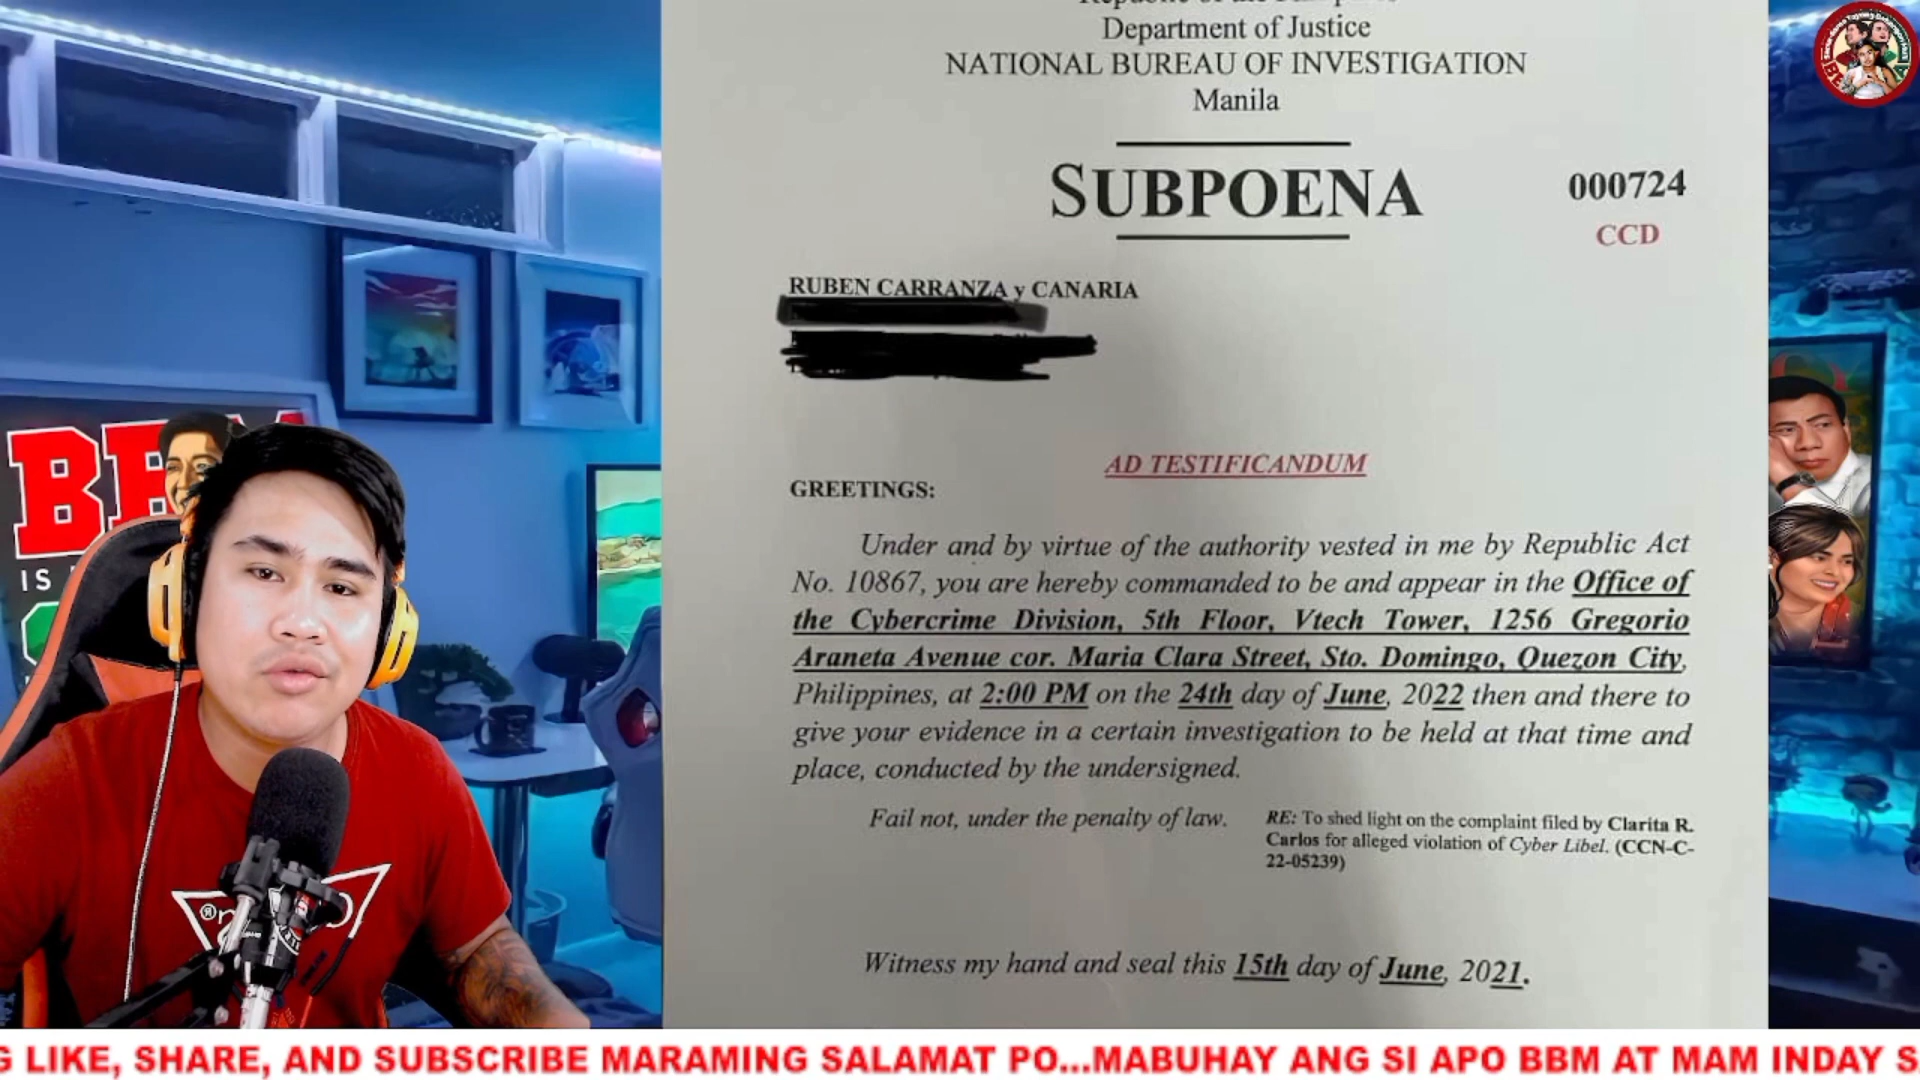 Department of Justice
NATIONAL BUREAU OF INVESTIGATION
Manila
SUBPOENA
000724
CCD
RUBEN CARRANZA y CANARIA
AD TESTIFICANDUM
GREETINGS:
Under and by virtue of the authority vested in me by Republic Act
No. 10867, you are hereby commanded to be and appear in the Office of
the Cybercrime Division, 5th Floor, Vtech Tower, 1256 Gregorio
Araneta Avenue cor. Maria Clara Street, Sto. Domingo, Quezon City,
Philippines, at 2:00 PM on the 24th day of June, 2022 then and there to
give your evidence in a certain investigation to be held at that time and
place, conducted by the undersigned.
Fail not, under the penalty of law.
RE: To shed light on the complaint filed by Clarita R.
Carlos for alleged violation of Cyber Libel. (CCN-C-
22-05239)
Witness my hand and seal this 15th day of June, 2021.
IS
LIKE, SHARE, AND SUBSCRIBE MARAMING SALAMAT PO...MABUHAY ANG SI APO BBM AT MAM INDAY